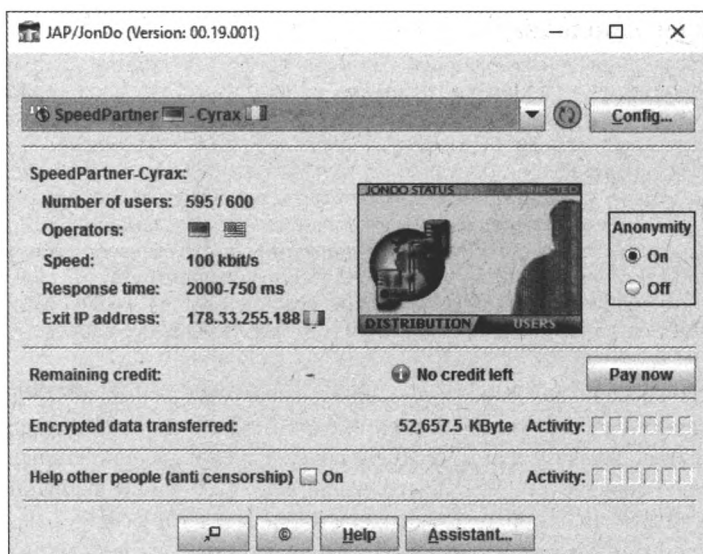 JAP/JonDo (Version: 00.19.001)
SpeedPartner - Cyrax
Config...
SpeedPartner-Cyrax:
Number of users: 595 / 600
Operators:
Speed: 100 kbit/s
Response time: 2000-750 ms
Exit IP address: 178.33.255.188
JONDO STATUS
DISTRIBUTION USERS
Anonymity
On
Off
Remaining credit: - No credit left Pay now
Encrypted data transferred: 52,657.5 KByte Activity:
Help other people (anti censorship) On Activity:
© Help Assistant...